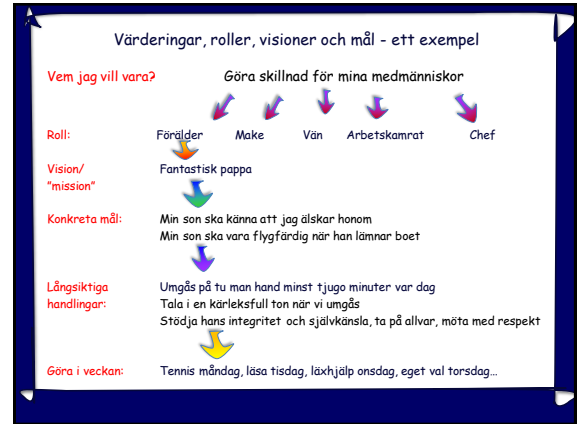 Värderingar, roller, visioner och mål - ett exempel
Vem jag vill vara? Göra skillnad för mina medmänniskor
Roll: Förälder Make Vän Arbetskamrat Chef
Vision/ Fantastisk pappa
"mission"
Konkreta mål: Min son ska känna att jag älskar honom
Min son ska vara flygfärdig när han lämnar boet
Långsiktiga Umgås på tu man hand minst tjugo minuter var dag
handlingar: Tala i en kärleksfull ton när vi umgås
Stödja hans integritet och självkänsla, ta på allvar, möta med respekt
Göra i veckan: Tennis måndag, läsa tisdag, läxhjälp onsdag, eget val torsdag…